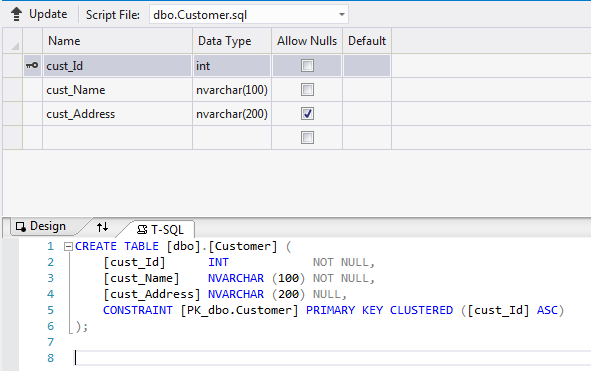 Update Script File: dbo.Customer.sql
Name Data Type Allow Nulls Default
cust_Id int
cust_Name nvarchar(100)
cust_Address nvarchar(200)
Design T-SQL
1 CREATE TABLE [dbo].[Customer] (
2 [cust_Id] INT NOT NULL,
3 [cust_Name] NVARCHAR (100) NOT NULL,
4 [cust_Address] NVARCHAR (200) NULL,
5 CONSTRAINT [PK_dbo.Customer] PRIMARY KEY CLUSTERED ([cust_Id] ASC)
6 );
7
8